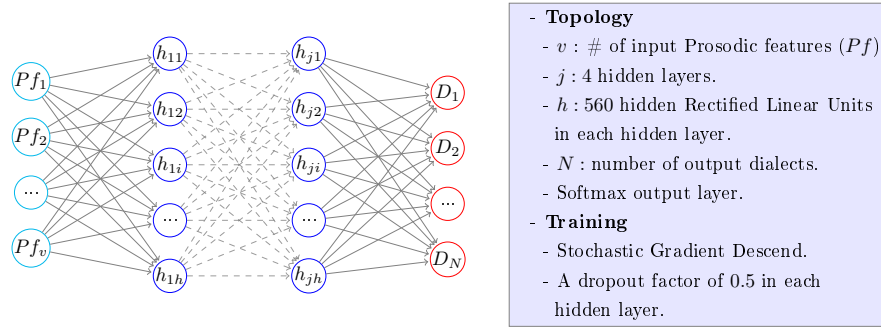 Pf₁
Pf₂
...
Pfᵥ
h₁₁
h₁₂
h₁ᵢ
...
h₁ₕ
hⱼ₁
hⱼ₂
hⱼᵢ
...
hⱼₕ
D₁
D₂
...
D_N
- Topology
- v : # of input Prosodic features (Pf)
- j : 4 hidden layers.
- h : 560 hidden Rectified Linear Units
in each hidden layer.
- N : number of output dialects.
- Softmax output layer.
- Training
- Stochastic Gradient Descend.
- A dropout factor of 0.5 in each
hidden layer.